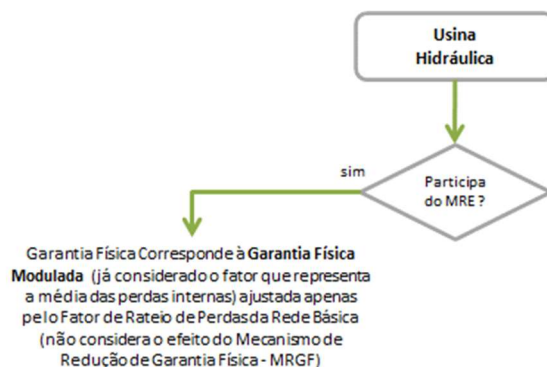 Usina
Hidráulica
sim
Participa
do MRE?
Garantia Física Corresponde à Garantia Física
Modulada (já considerado o fator que representa
a média das perdas internas) ajustada apenas
pelo Fator de Rateio de Perdas da Rede Básica
(não considera o efeito do Mecanismo de
Redução de Garantia Física - MRGF)